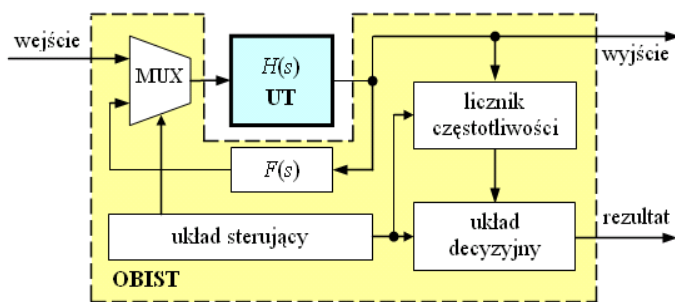 wejście
MUX
H(s)
UT
wyjście
licznik
częstotliwości
F(s)
układ sterujący
układ
decyzyjny
rezultat
OBIST